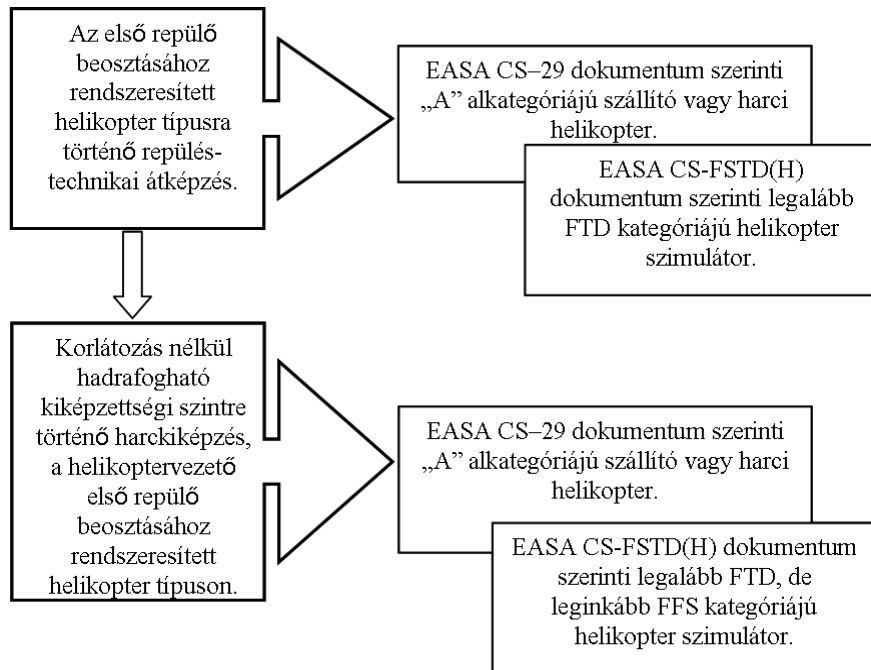 Az első repülő
beosztásához
rendszeresített
helikopter típusra
történő repülés-
technikai átképzés.
EASA CS–29 dokumentum szerinti
„A” alkategóriájú szállító vagy harci
helikopter.
EASA CS-FSTD(H)
dokumentum szerinti legalább
FTD kategóriájú helikopter
szimulátor.
Korlátozás nélkül
hadrafogható
kiképzettségi szintre
történő harckiképzés,
a helikoptervezető
első repülő
beosztásához
rendszeresített
helikopter típuson.
EASA CS–29 dokumentum szerinti
„A” alkategóriájú szállító vagy harci
helikopter.
EASA CS-FSTD(H) dokumentum
szerinti legalább FTD, de
leginkább FFS kategóriájú
helikopter szimulátor.